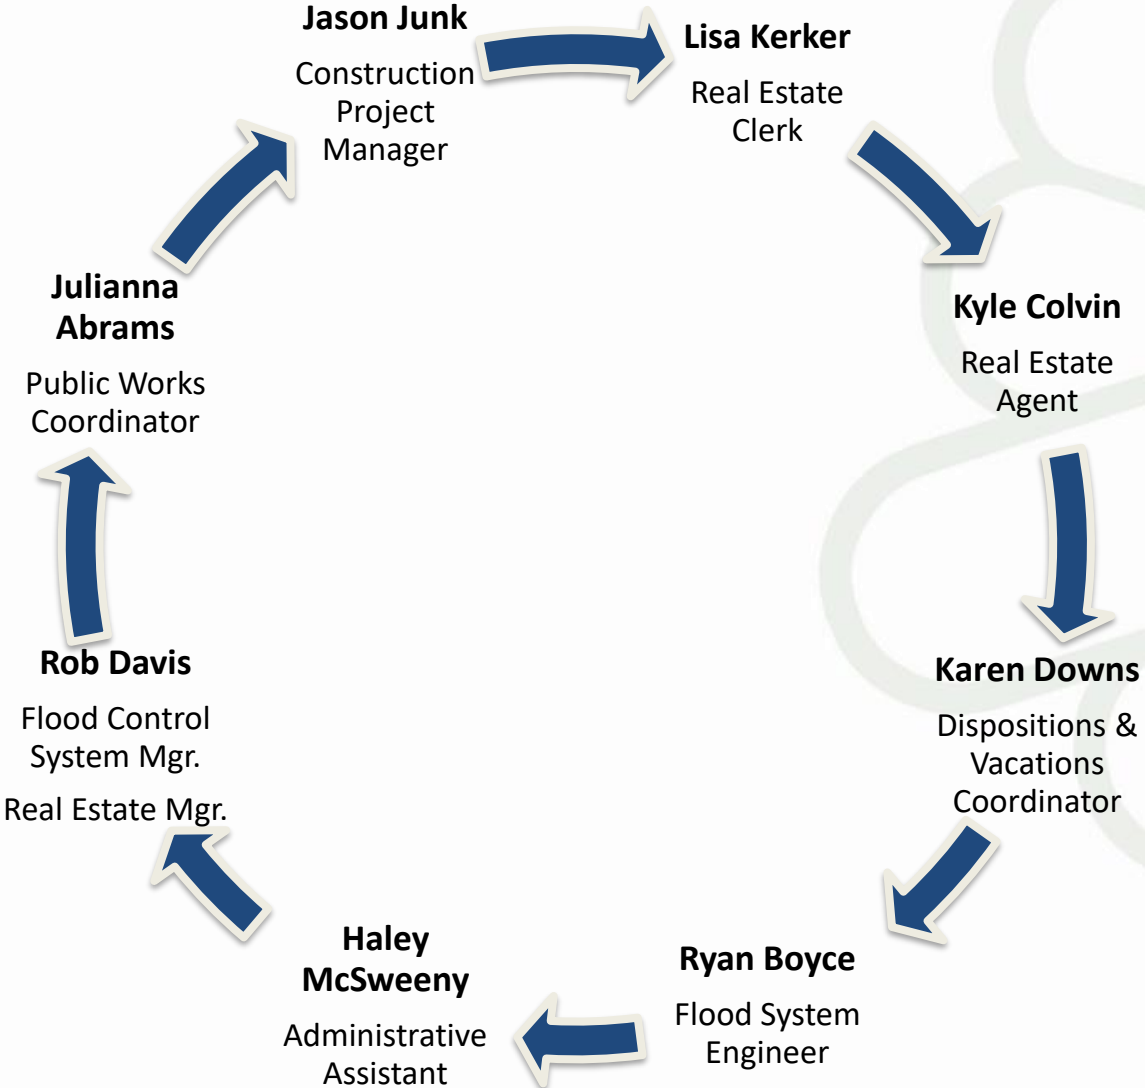 Jason Junk
Construction
Project
Manager
Lisa Kerker
Real Estate
Clerk
Kyle Colvin
Real Estate
Agent
Karen Downs
Dispositions &
Vacations
Coordinator
Ryan Boyce
Flood System
Engineer
Haley
McSweeny
Administrative
Assistant
Rob Davis
Flood Control
System Mgr.
Real Estate Mgr.
Julianna
Abrams
Public Works
Coordinator